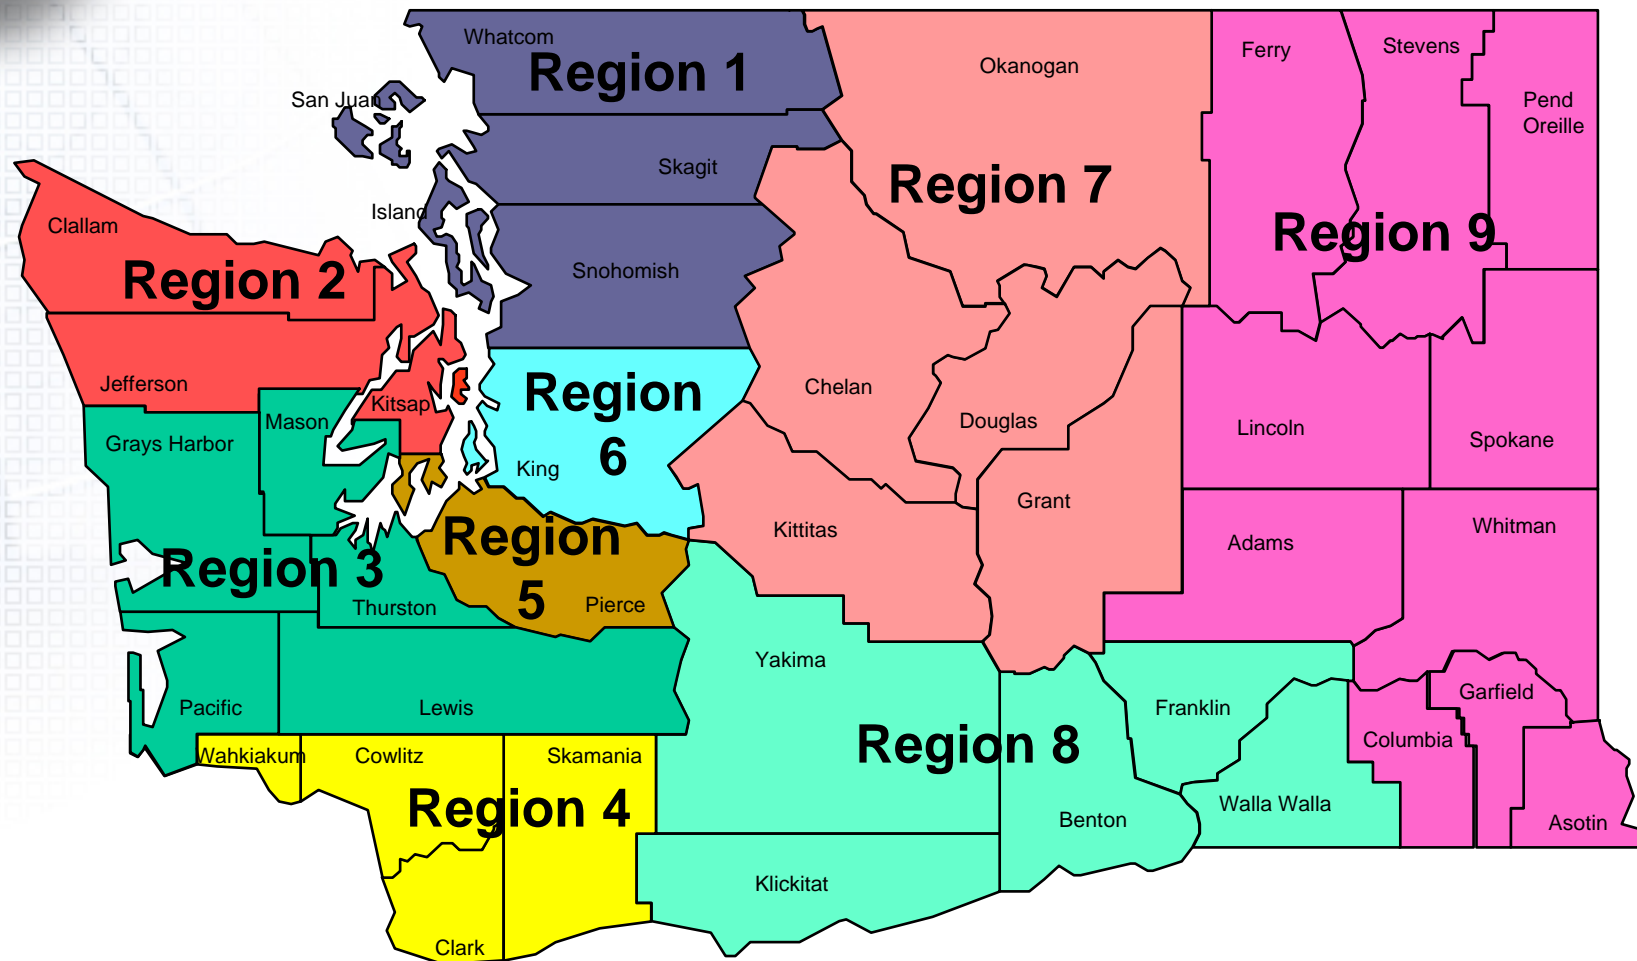 Whatcom
Region 1
Okanogan
Ferry
Stevens
San Juan
Pend
Oreille
Skagit
Region 7
Island
Clallam
Region 9
Snohomish
Region 2
Jefferson
Region
6
Chelan
Kitsap
Mason
Douglas
Lincoln
Grays Harbor
Spokane
King
Grant
Kittitas
Whitman
Region
5
Adams
Region 3
Thurston
Pierce
Yakima
Garfield
Pacific
Lewis
Franklin
Columbia
Region 8
Wahkiakum
Cowlitz
Skamania
Region 4
Walla Walla
Benton
Asotin
Klickitat
Clark